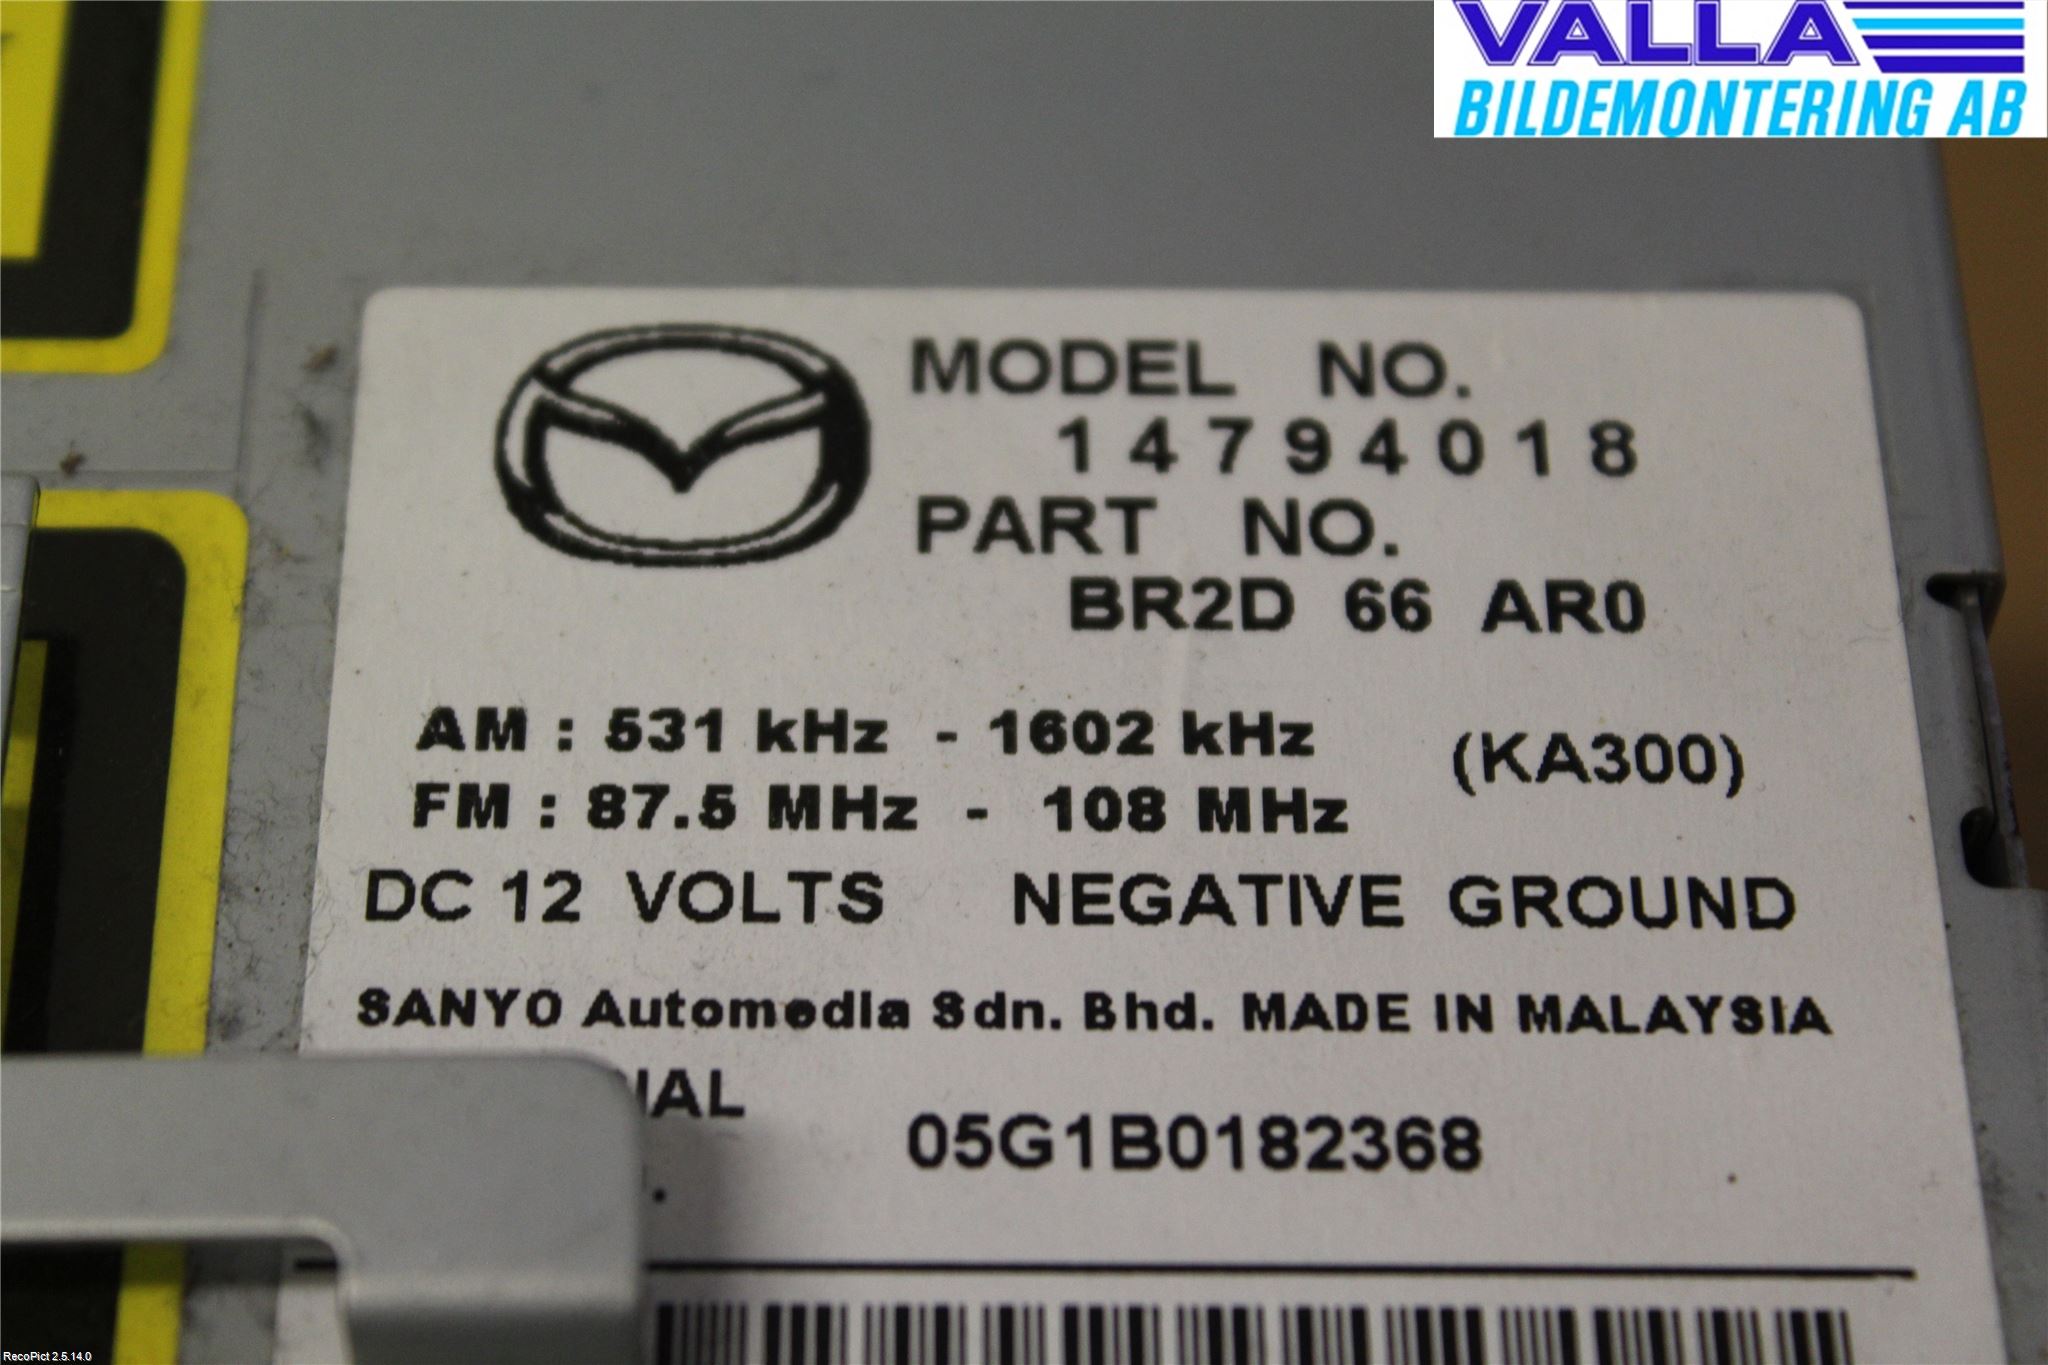 VALLA
BILDEMONTERING AB
MODEL NO.
14794018
PART NO.
BR2D 66 AR0
AM : 531 kHz - 1602 kHz (KA300)
FM : 87.5 MHz - 108 MHz
DC 12 VOLTS NEGATIVE GROUND
SANYO Automedia Sdn. Bhd. MADE IN MALAYSIA
05G1B0182368
RecoPict 2.5.14.0